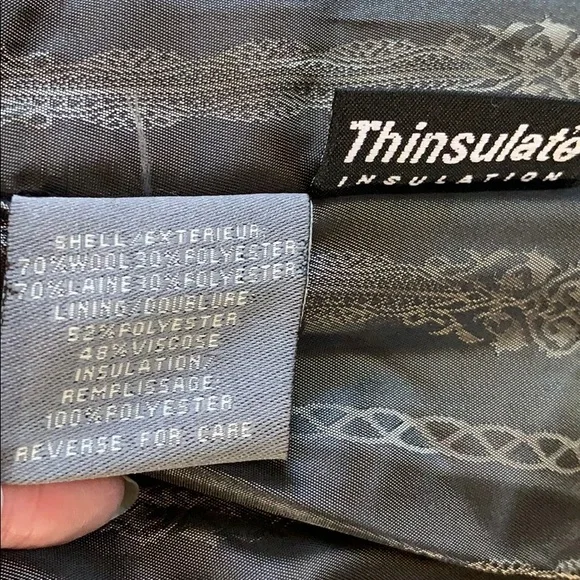 Thinsulate
INSULATION
SHELL/EXTERIEUR:
70%WOOL 30%POLYESTER
70%LAINE 30%POLYESTER
LINING/DOUBLURE:
52%POLYESTER
48%VISCOSE
INSULATION/
REMPLISSAGE:
100%POLYESTER
REVERSE FOR CARE